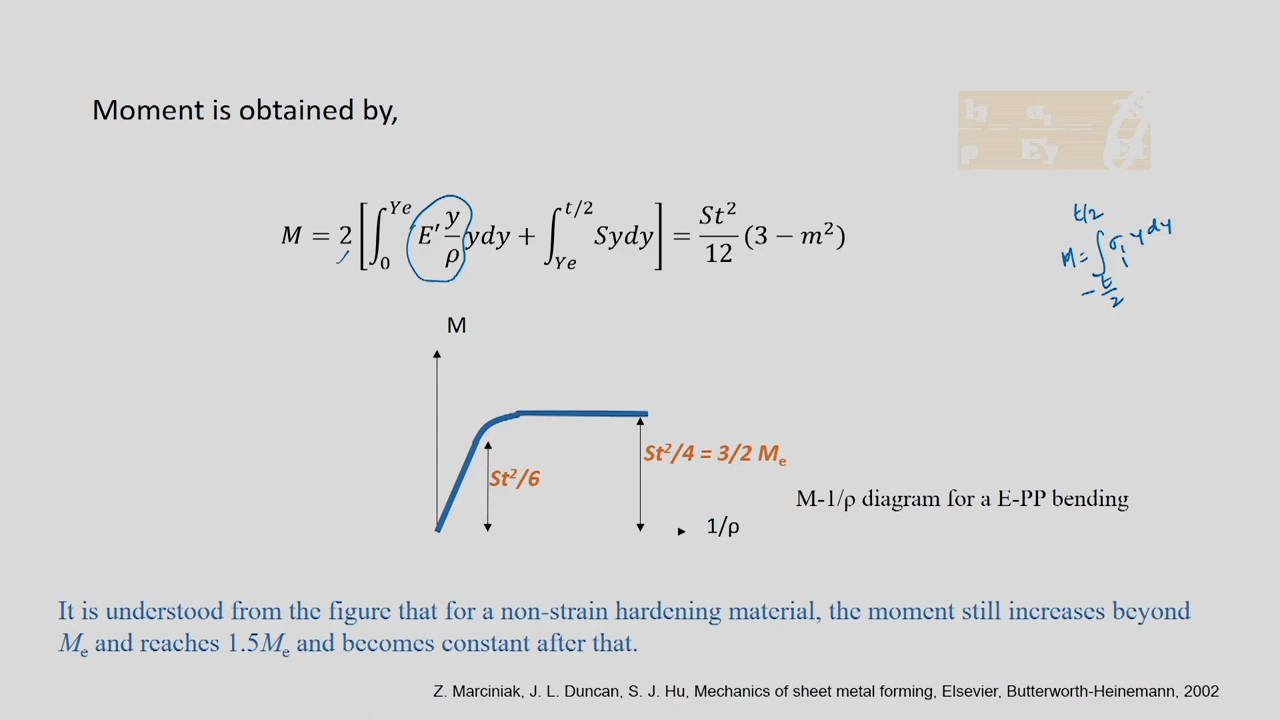 Moment is obtained by,
M = 2 [ ∫₀^Ye E' y/ρ ydy + ∫_Ye^t/2 Sydy ] = St²/12 (3 − m²)
M = ∫_-t/2^t/2 σ₁ y dy
M
St²/4 = 3/2 Mₑ
St²/6
M-1/ρ diagram for a E-PP bending
1/ρ
It is understood from the figure that for a non-strain hardening material, the moment still increases beyond
Mₑ and reaches 1.5Mₑ and becomes constant after that.
Z. Marciniak, J. L. Duncan, S. J. Hu, Mechanics of sheet metal forming, Elsevier, Butterworth-Heinemann, 2002